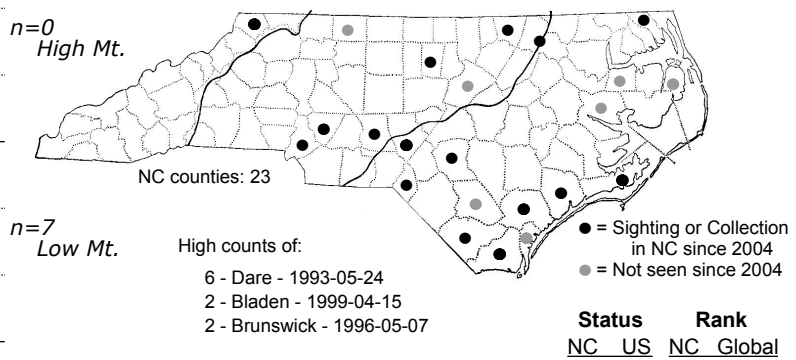 n=0
High Mt.
NC counties: 23
n=7
Low Mt.
High counts of:
6 - Dare - 1993-05-24
2 - Bladen - 1999-04-15
2 - Brunswick - 1996-05-07
= Sighting or Collection
in NC since 2004
= Not seen since 2004
Status Rank
NC US NC Global